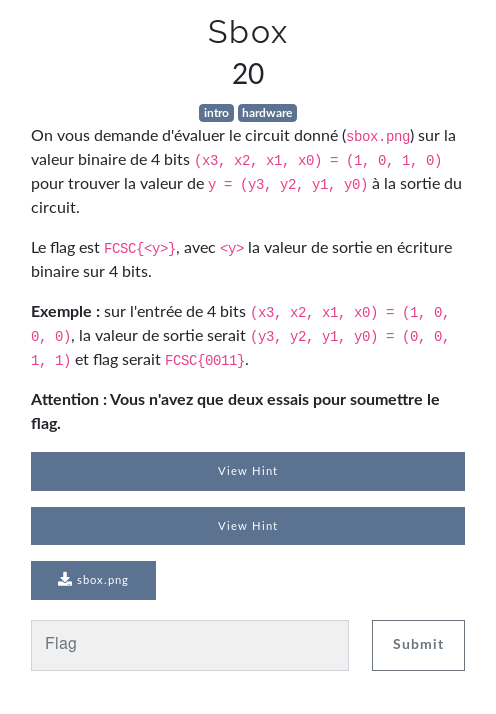 Sbox
20
intro hardware
On vous demande d'évaluer le circuit donné (sbox.png) sur la
valeur binaire de 4 bits (x3, x2, x1, x0) = (1, 0, 1, 0)
pour trouver la valeur de y = (y3, y2, y1, y0) à la sortie du
circuit.
Le flag est FCSC{<y>}, avec <y> la valeur de sortie en écriture
binaire sur 4 bits.
Exemple : sur l'entrée de 4 bits (x3, x2, x1, x0) = (1, 0,
0, 0), la valeur de sortie serait (y3, y2, y1, y0) = (0, 0,
1, 1) et flag serait FCSC{0011}.
Attention : Vous n'avez que deux essais pour soumettre le
flag.
View Hint
View Hint
sbox.png
Flag
Submit